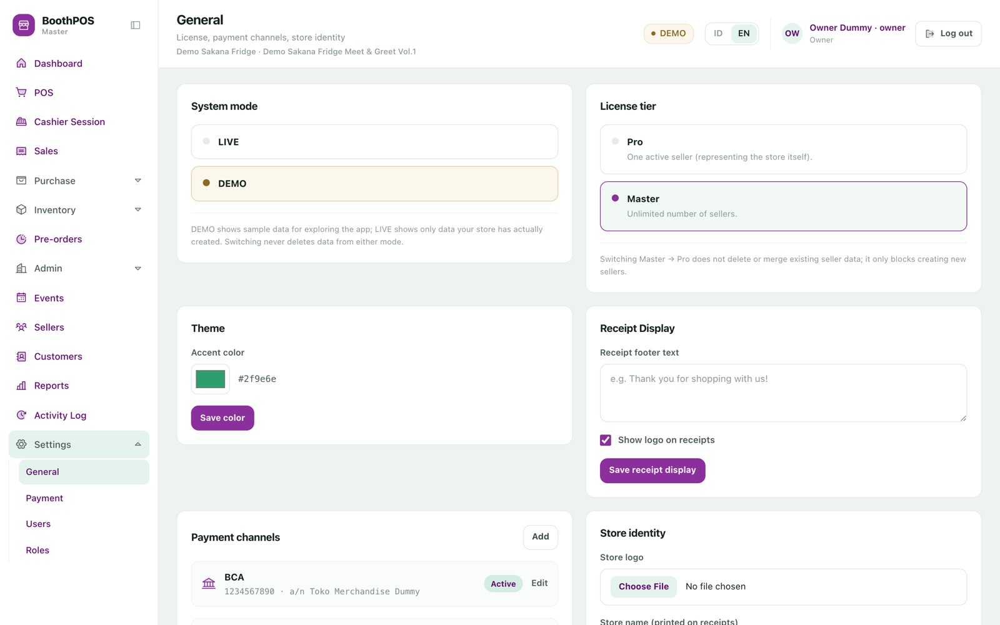 BoothPOS
Master
Dashboard
POS
Cashier Session
Sales
Purchase
Inventory
Pre-orders
Admin
Events
Sellers
Customers
Reports
Activity Log
Settings
General
Payment
Users
Roles
General
License, payment channels, store identity
Demo Sakana Fridge · Demo Sakana Fridge Meet & Greet Vol.1
DEMO
ID EN
OW
Owner Dummy · owner
Owner
Log out
System mode
LIVE
DEMO
DEMO shows sample data for exploring the app; LIVE shows only data your store has actually
created. Switching never deletes data from either mode.
License tier
Pro
One active seller (representing the store itself).
Master
Unlimited number of sellers.
Switching Master → Pro does not delete or merge existing seller data; it only blocks creating new
sellers.
Theme
Accent color
#2f9e6e
Save color
Receipt Display
Receipt footer text
e.g. Thank you for shopping with us!
Show logo on receipts
Save receipt display
Payment channels
Add
BCA
1234567890 · a/n Toko Merchandise Dummy
Active
Edit
Store identity
Store logo
Choose File No file chosen
Store name (printed on receipts)